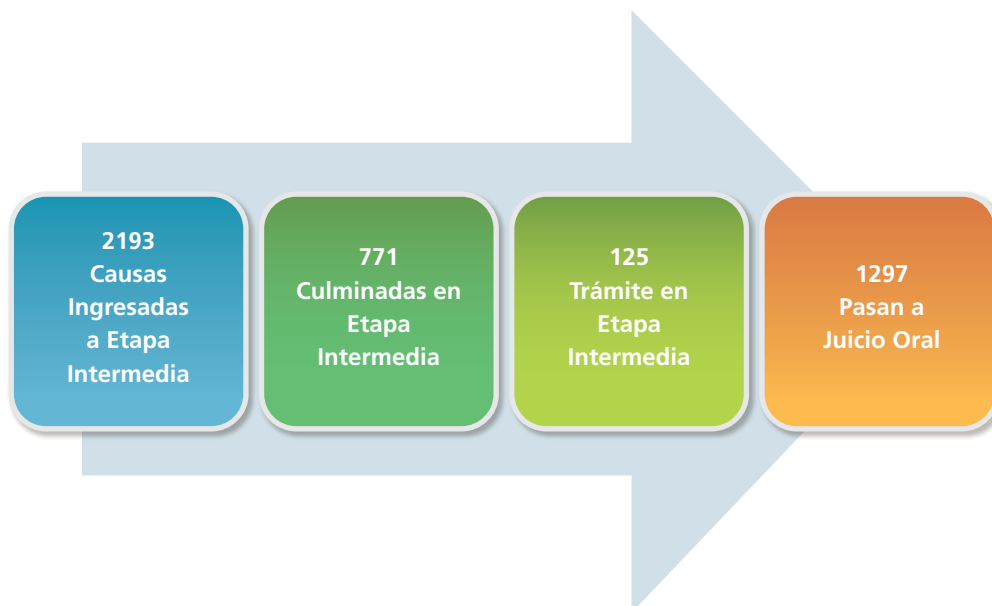 2193
Causas
Ingresadas
a Etapa
Intermedia
771
Culminadas en
Etapa
Intermedia
125
Trámite en
Etapa
Intermedia
1297
Pasan a
Juicio Oral